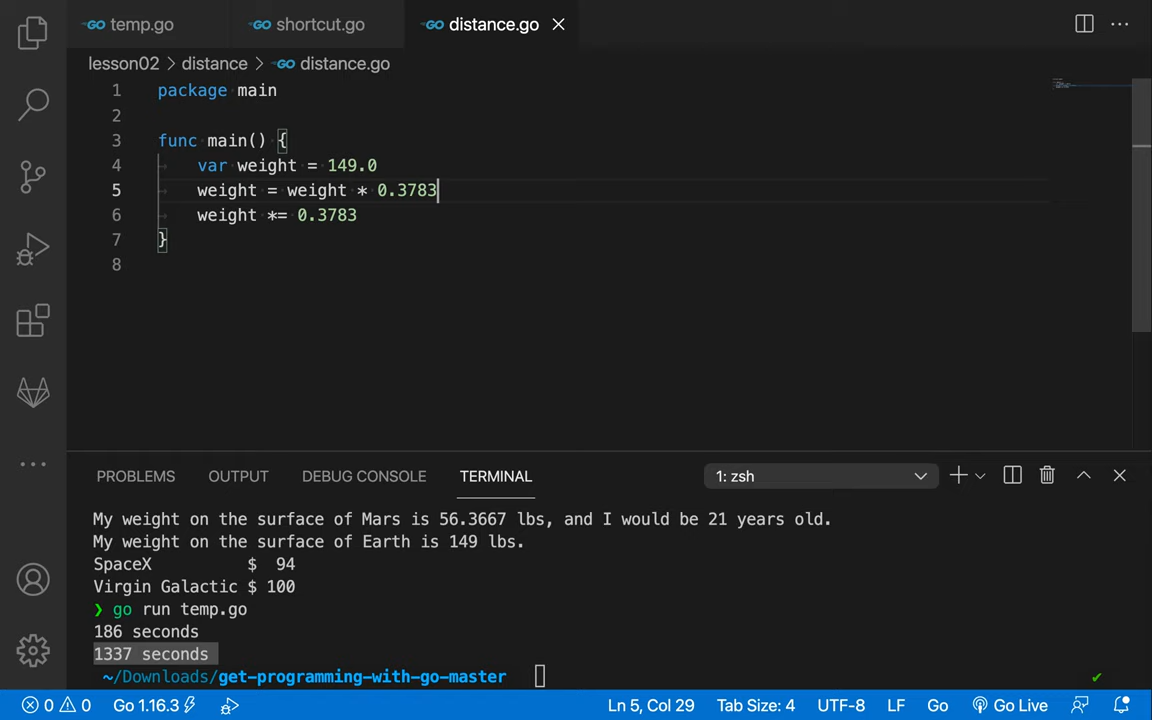 temp.go shortcut.go distance.go
lesson02 > distance > distance.go
1 package main
2
3 func main() {
4 var weight = 149.0
5 weight = weight * 0.3783
6 weight *= 0.3783
7 }
8
PROBLEMS OUTPUT DEBUG CONSOLE TERMINAL 1: zsh
My weight on the surface of Mars is 56.3667 lbs, and I would be 21 years old.
My weight on the surface of Earth is 149 lbs.
SpaceX $ 94
Virgin Galactic $ 100
❯ go run temp.go
186 seconds
1337 seconds
~/Downloads/get-programming-with-go-master ✔
0 0 Go 1.16.3 Ln 5, Col 29 Tab Size: 4 UTF-8 LF Go Go Live